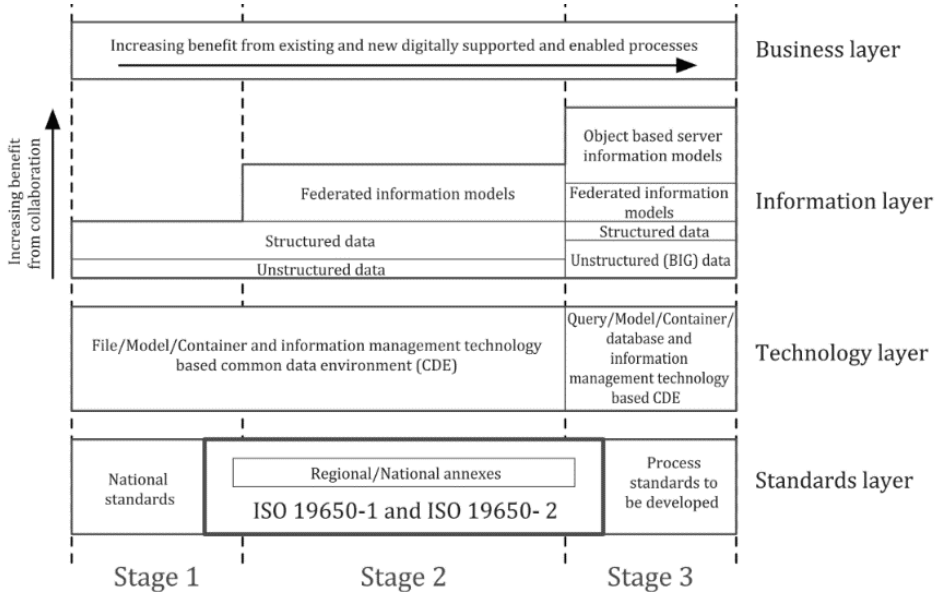 Increasing benefit from existing and new digitally supported and enabled processes
Business layer
Increasing benefit
from collaboration
Object based server
information models
Federated information models
Federated information
models
Information layer
Structured data
Structured data
Unstructured data
Unstructured (BIG) data
File/Model/Container and information management technology
based common data environment (CDE)
Query/Model/Container/
database and
information
management technology
based CDE
Technology layer
National
standards
Regional/National annexes
ISO 19650-1 and ISO 19650- 2
Process
standards to
be developed
Standards layer
Stage 1
Stage 2
Stage 3